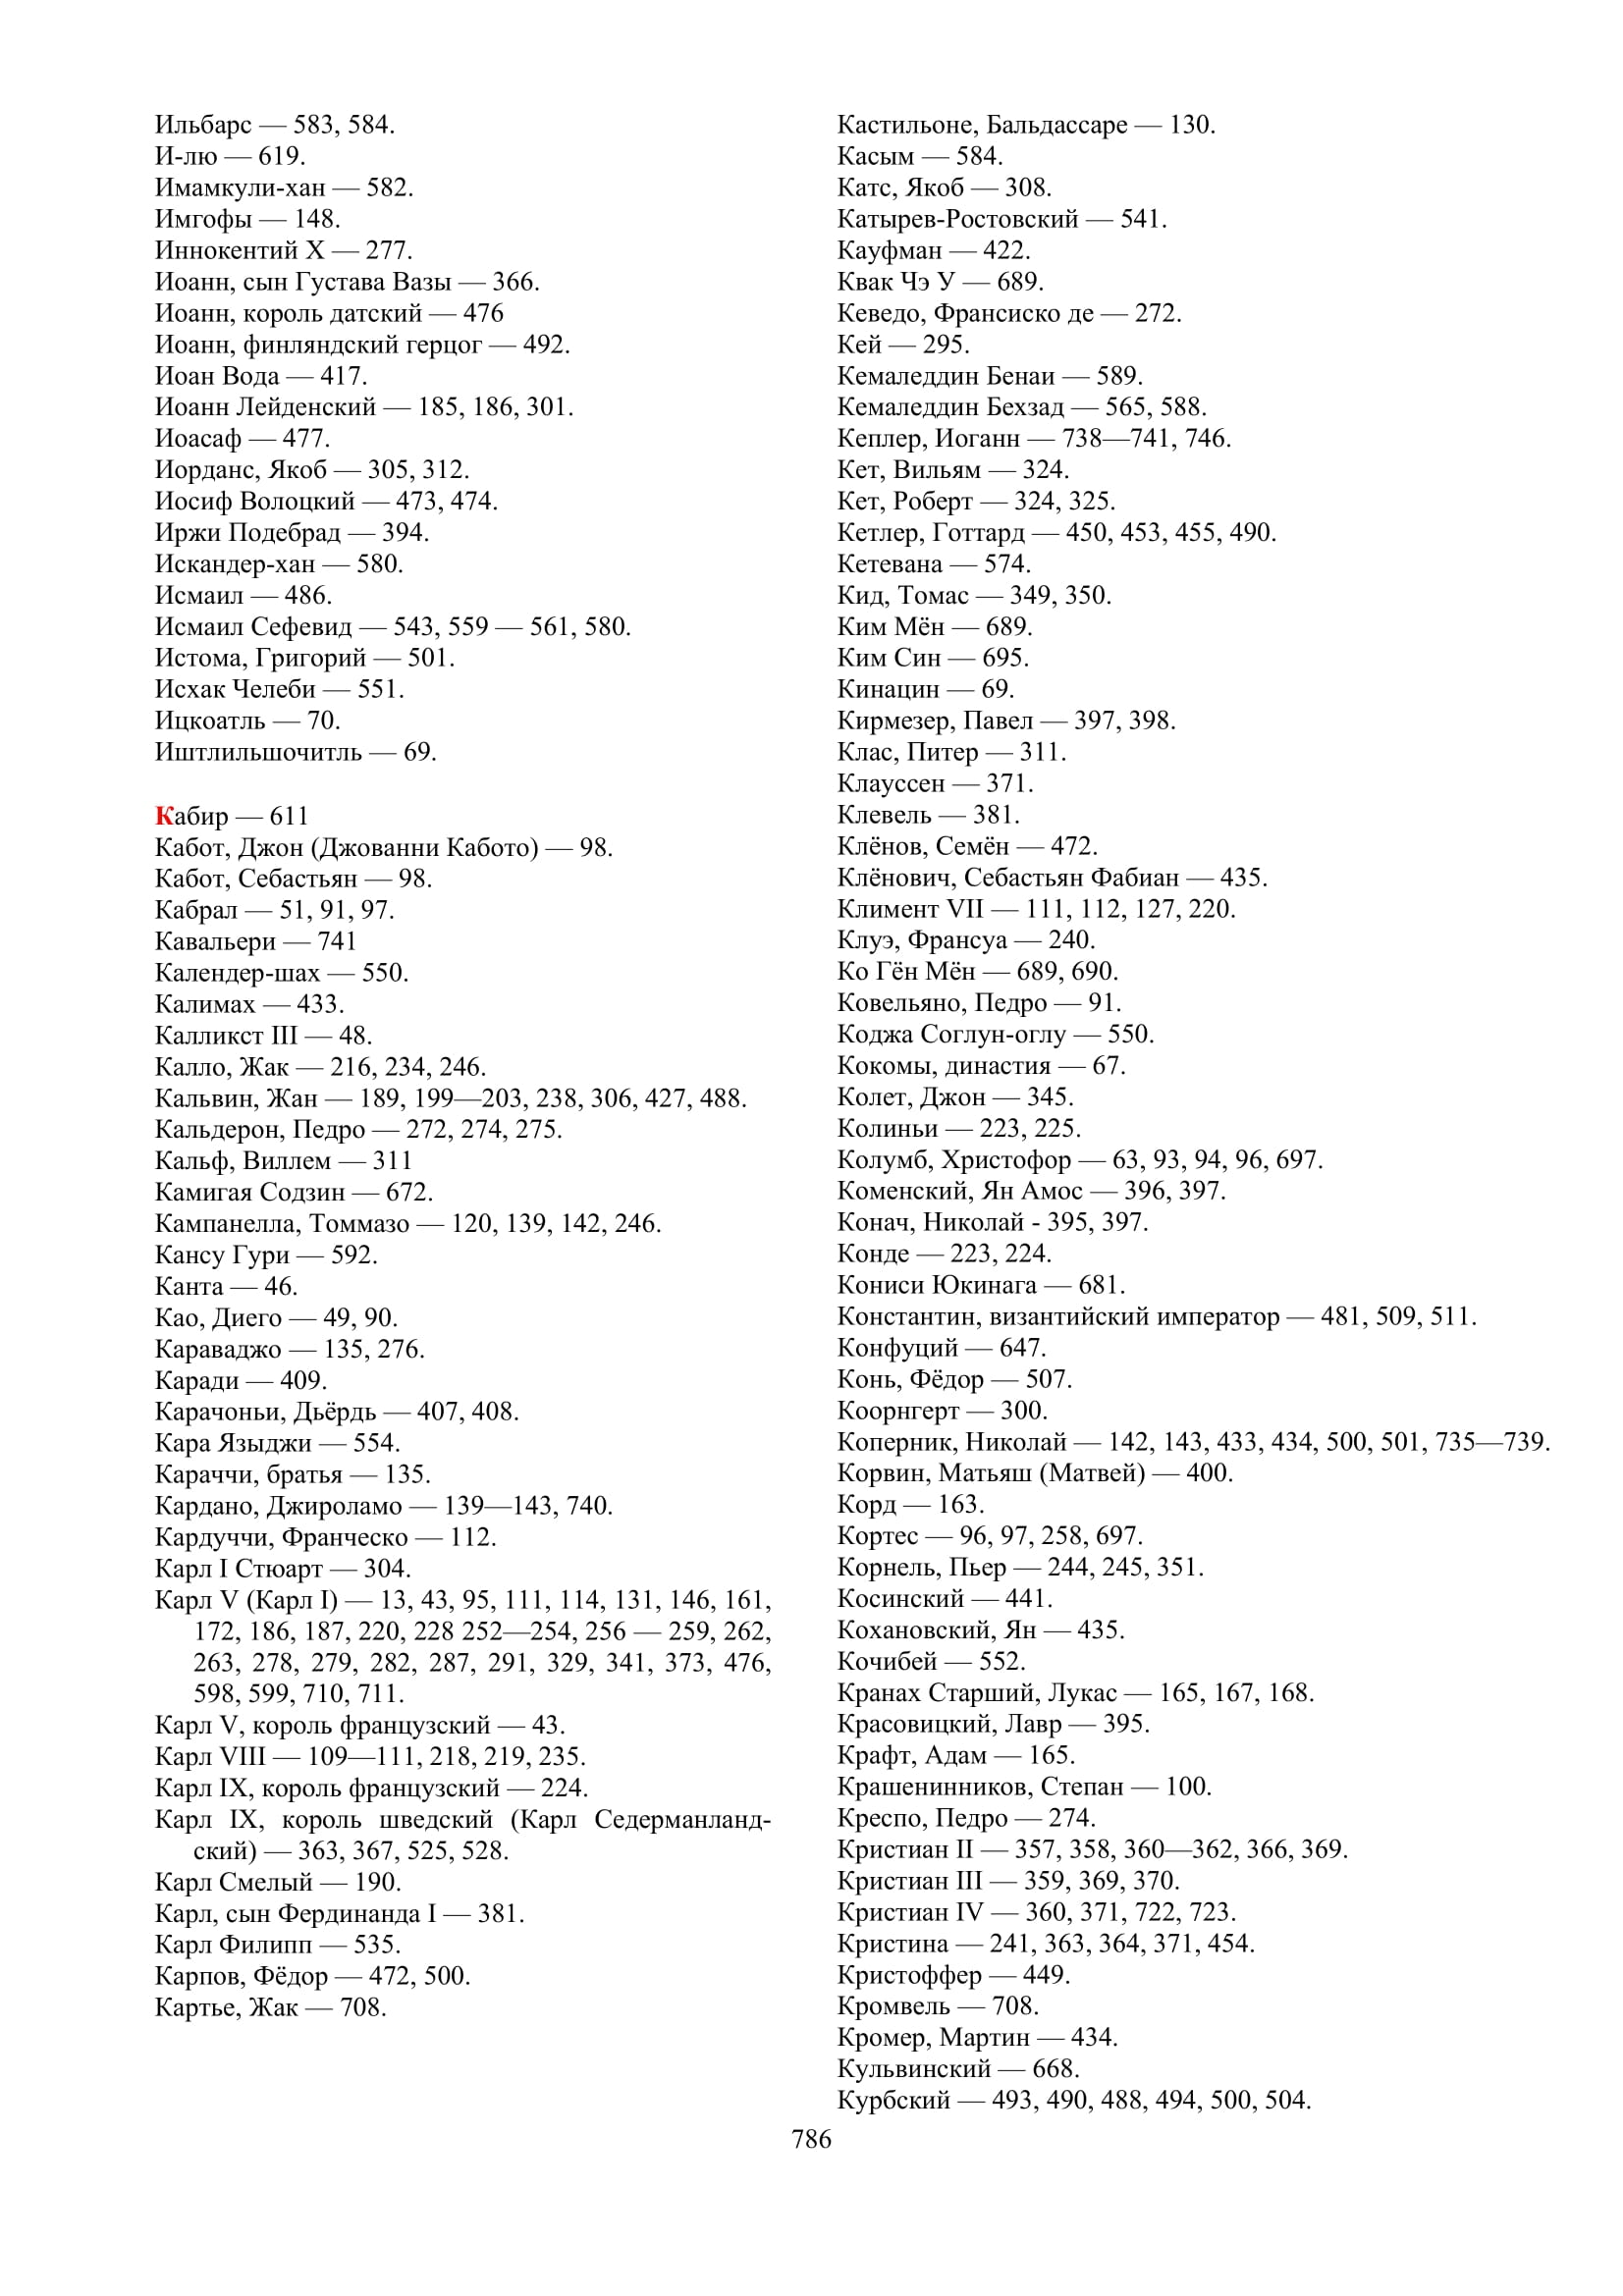 Ильбарс — 583, 584.
И-лю — 619.
Имамкули-хан — 582.
Имгофы — 148.
Иннокентий X — 277.
Иоанн, сын Густава Вазы — 366.
Иоанн, король датский — 476
Иоанн, финляндский герцог — 492.
Иоан Вода — 417.
Иоанн Лейденский — 185, 186, 301.
Иоасаф — 477.
Иорданс, Якоб — 305, 312.
Иосиф Волоцкий — 473, 474.
Иржи Подебрад — 394.
Искандер-хан — 580.
Исмаил — 486.
Исмаил Сефевид — 543, 559 — 561, 580.
Истома, Григорий — 501.
Исхак Челеби — 551.
Ицкоатль — 70.
Иштлильшочитль — 69.
Кабир — 611
Кабот, Джон (Джованни Кабото) — 98.
Кабот, Себастьян — 98.
Кабрал — 51, 91, 97.
Кавальери — 741
Календер-шах — 550.
Калимах — 433.
Калликст III — 48.
Калло, Жак — 216, 234, 246.
Кальвин, Жан — 189, 199—203, 238, 306, 427, 488.
Кальдерон, Педро — 272, 274, 275.
Кальф, Виллем — 311
Камигая Содзин — 672.
Кампанелла, Томмазо — 120, 139, 142, 246.
Кансу Гури — 592.
Канта — 46.
Као, Диего — 49, 90.
Караваджо — 135, 276.
Каради — 409.
Карачоньи, Дьёрдь — 407, 408.
Кара Языджи — 554.
Караччи, братья — 135.
Кардано, Джироламо — 139—143, 740.
Кардуччи, Франческо — 112.
Карл I Стюарт — 304.
Карл V (Карл I) — 13, 43, 95, 111, 114, 131, 146, 161,
172, 186, 187, 220, 228 252—254, 256 — 259, 262,
263, 278, 279, 282, 287, 291, 329, 341, 373, 476,
598, 599, 710, 711.
Карл V, король французский — 43.
Карл VIII — 109—111, 218, 219, 235.
Карл IX, король французский — 224.
Карл IX, король шведский (Карл Седерманланд-
ский) — 363, 367, 525, 528.
Карл Смелый — 190.
Карл, сын Фердинанда I — 381.
Карл Филипп — 535.
Карпов, Фёдор — 472, 500.
Картье, Жак — 708.
Кастильоне, Бальдассаре — 130.
Касым — 584.
Катс, Якоб — 308.
Катырев-Ростовский — 541.
Кауфман — 422.
Квак Чэ У — 689.
Кеведо, Франсиско де — 272.
Кей — 295.
Кемаледдин Бенаи — 589.
Кемаледдин Бехзад — 565, 588.
Кеплер, Иоганн — 738—741, 746.
Кет, Вильям — 324.
Кет, Роберт — 324, 325.
Кетлер, Готтард — 450, 453, 455, 490.
Кетевана — 574.
Кид, Томас — 349, 350.
Ким Мён — 689.
Ким Син — 695.
Кинацин — 69.
Кирмезер, Павел — 397, 398.
Клас, Питер — 311.
Клауссен — 371.
Клевель — 381.
Клёнов, Семён — 472.
Клёнович, Себастьян Фабиан — 435.
Климент VII — 111, 112, 127, 220.
Клуэ, Франсуа — 240.
Ко Гён Мён — 689, 690.
Ковельяно, Педро — 91.
Коджа Соглун-оглу — 550.
Кокомы, династия — 67.
Колет, Джон — 345.
Колиньи — 223, 225.
Колумб, Христофор — 63, 93, 94, 96, 697.
Коменский, Ян Амос — 396, 397.
Конач, Николай - 395, 397.
Конде — 223, 224.
Кониси Юкинага — 681.
Константин, византийский император — 481, 509, 511.
Конфуций — 647.
Конь, Фёдор — 507.
Коорнгерт — 300.
Коперник, Николай — 142, 143, 433, 434, 500, 501, 735—739.
Корвин, Матьяш (Матвей) — 400.
Корд — 163.
Кортес — 96, 97, 258, 697.
Корнель, Пьер — 244, 245, 351.
Косинский — 441.
Кохановский, Ян — 435.
Кочибей — 552.
Кранах Старший, Лукас — 165, 167, 168.
Красовицкий, Лавр — 395.
Крафт, Адам — 165.
Крашенинников, Степан — 100.
Креспо, Педро — 274.
Кристиан II — 357, 358, 360—362, 366, 369.
Кристиан III — 359, 369, 370.
Кристиан IV — 360, 371, 722, 723.
Кристина — 241, 363, 364, 371, 454.
Кристоффер — 449.
Кромвель — 708.
Кромер, Мартин — 434.
Кульвинский — 668.
Курбский — 493, 490, 488, 494, 500, 504.
786